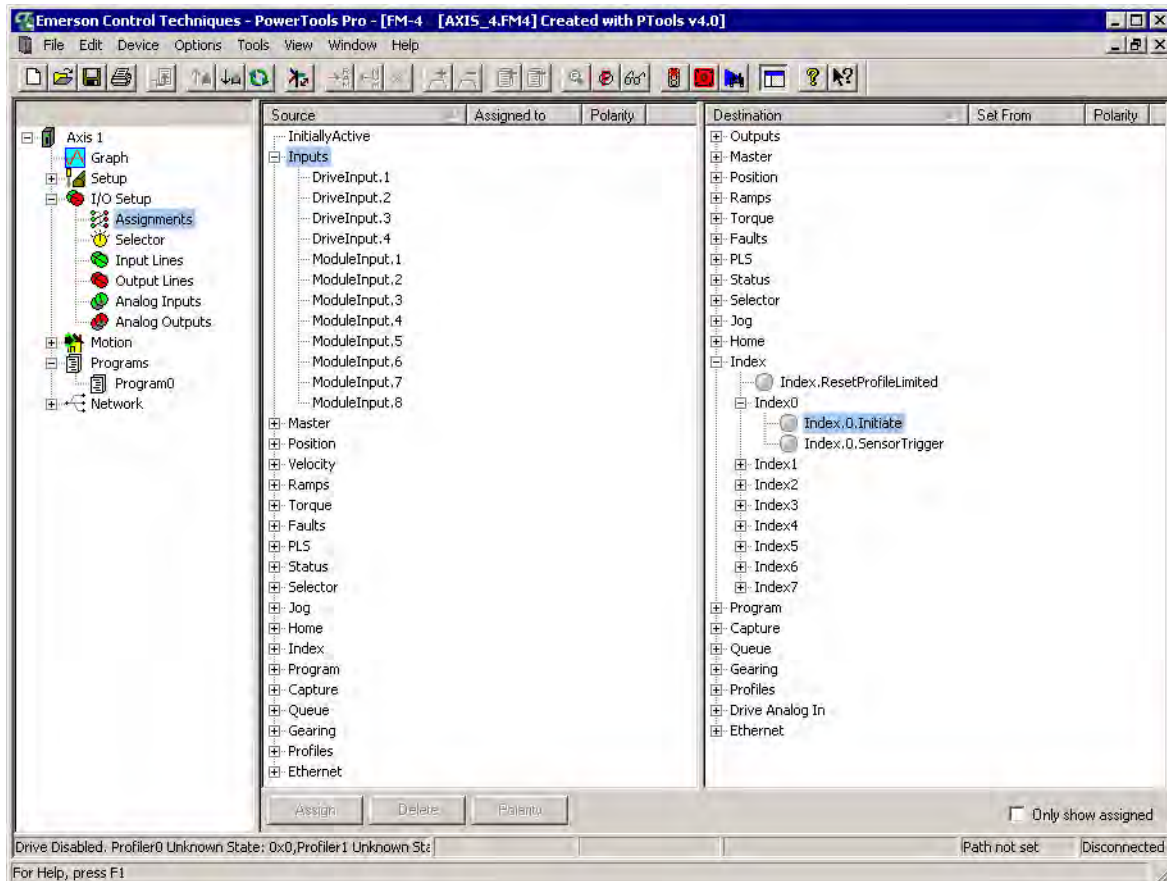 Emerson Control Techniques - PowerTools Pro - [FM-4 [AXIS_4.FM4] Created with PTools v4.0]
File Edit Device Options Tools View Window Help
Axis 1
Graph
Setup
I/O Setup
Assignments
Selector
Input Lines
Output Lines
Analog Inputs
Analog Outputs
Motion
Programs
Program0
Network
Source Assigned to Polarity
InitiallyActive
Inputs
DriveInput.1
DriveInput.2
DriveInput.3
DriveInput.4
ModuleInput.1
ModuleInput.2
ModuleInput.3
ModuleInput.4
ModuleInput.5
ModuleInput.6
ModuleInput.7
ModuleInput.8
Master
Position
Velocity
Ramps
Torque
Faults
PLS
Status
Selector
Jog
Home
Index
Program
Capture
Queue
Gearing
Profiles
Ethernet
Destination Set From Polarity
Outputs
Master
Position
Ramps
Torque
Faults
PLS
Status
Selector
Jog
Home
Index
Index.ResetProfileLimited
Index0
Index.0.Initiate
Index.0.SensorTrigger
Index1
Index2
Index3
Index4
Index5
Index6
Index7
Program
Capture
Queue
Gearing
Profiles
Drive Analog In
Ethernet
Assign Delete Polarity
Only show assigned
Drive Disabled. Profiler0 Unknown State: 0x0,Profiler1 Unknown Sta
Path not set Disconnected
For Help, press F1